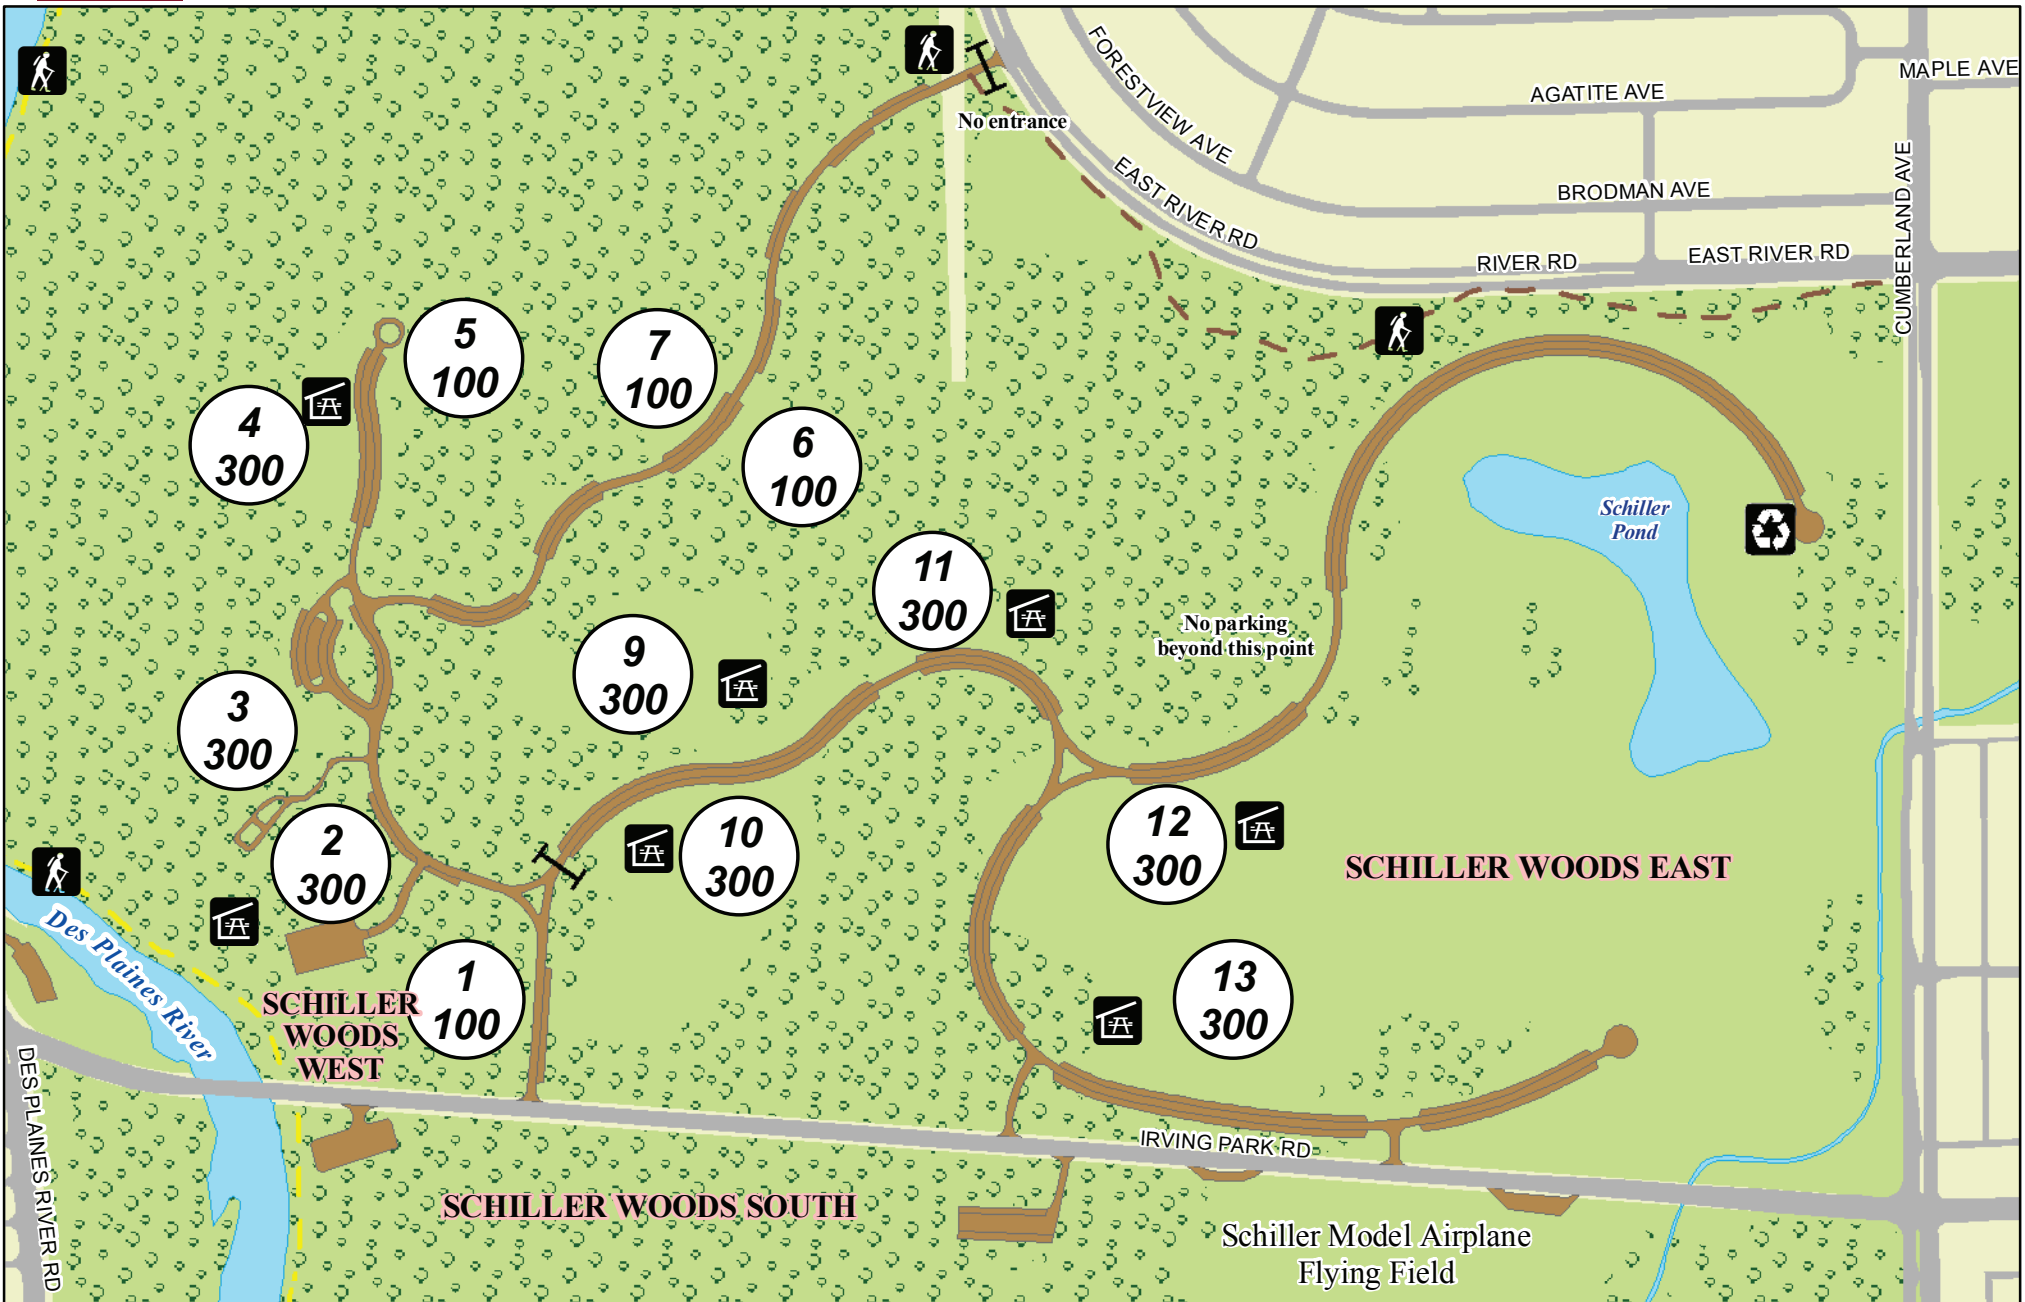 MAPLE AVE
FORESTVIEW AVE
AGATITE AVE
No entrance
CUMBERLAND AVE
EAST RIVER RD
BRODMAN AVE
RIVER RD
EAST RIVER RD
5
100
7
100
4
300
6
100
Schiller
Pond
11
300
No parking
beyond this point
9
300
3
300
2
300
10
300
12
300
SCHILLER WOODS EAST
Des Plaines River
1
100
13
300
SCHILLER
WOODS
WEST
DES PLAINES RIVER RD
IRVING PARK RD
SCHILLER WOODS SOUTH
Schiller Model Airplane
Flying Field